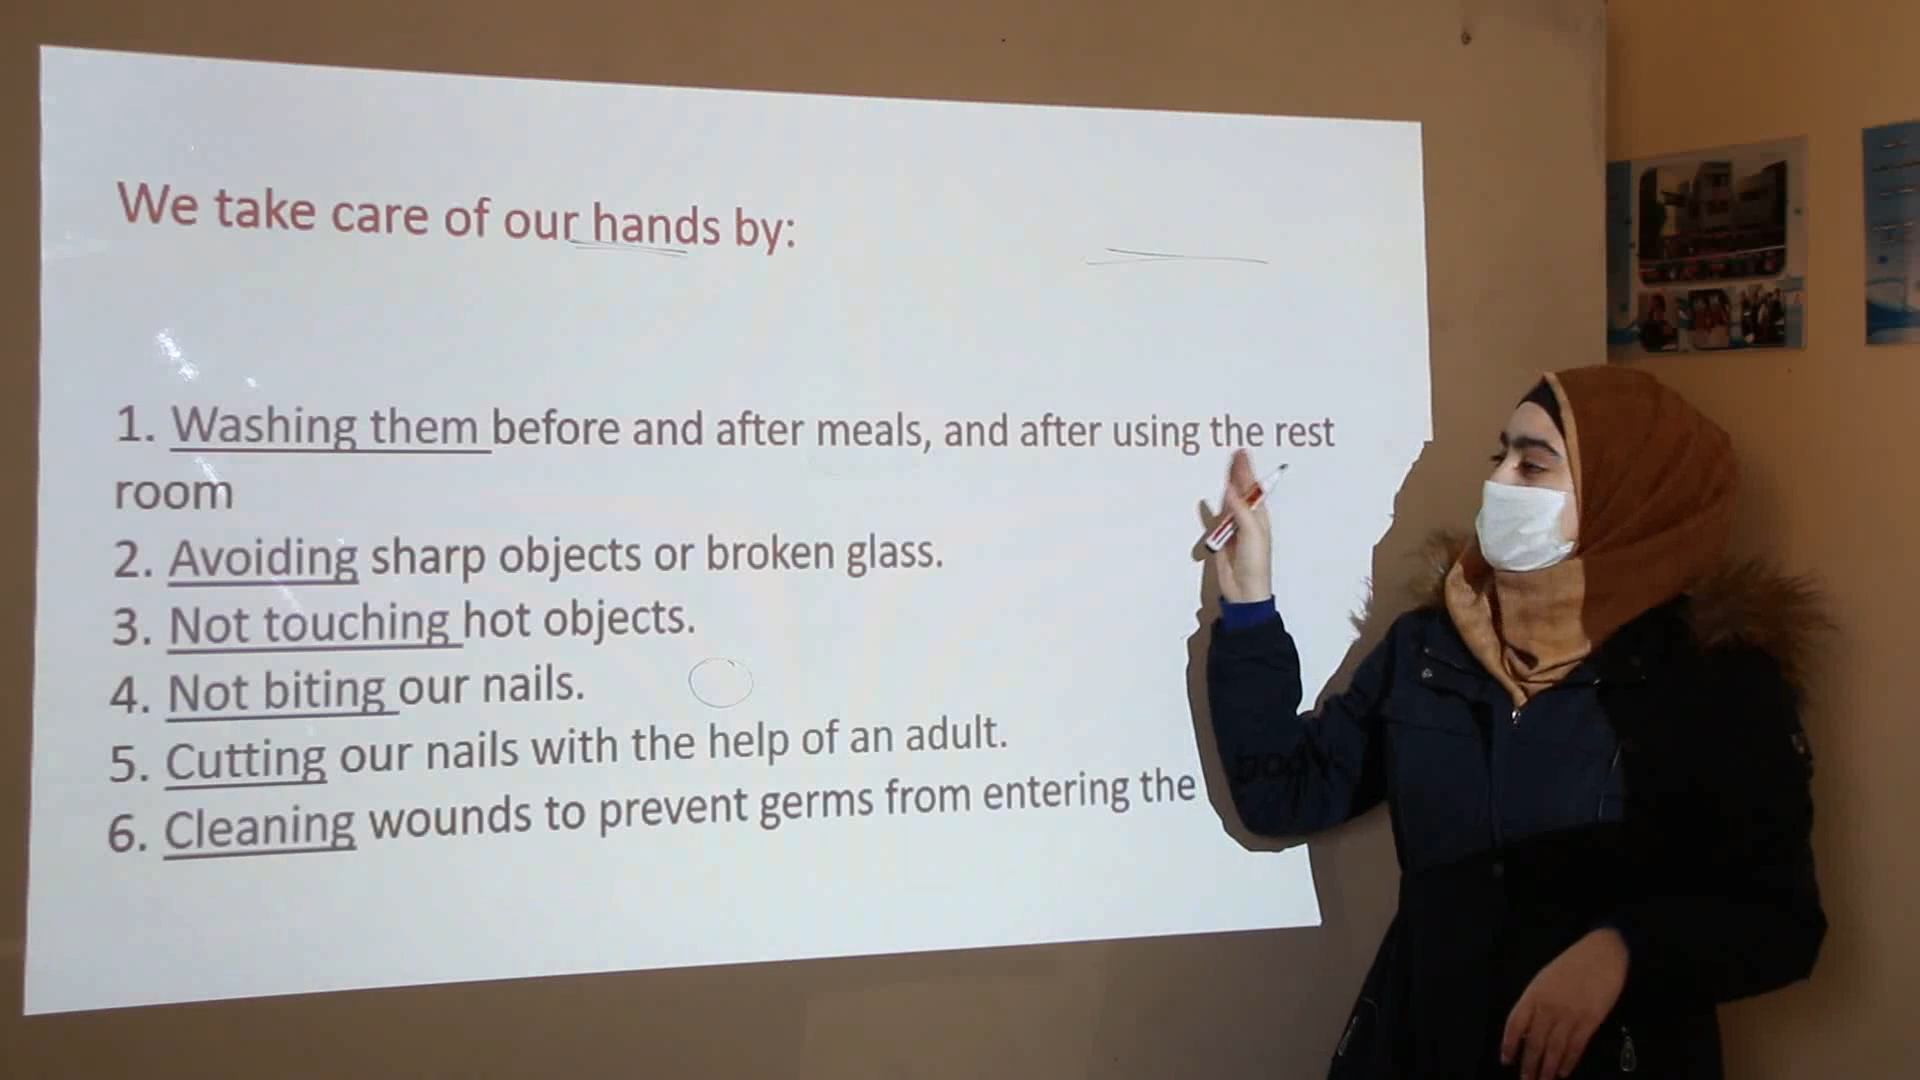 We take care of our hands by:
1. Washing them before and after meals, and after using the rest
room
2. Avoiding sharp objects or broken glass.
3. Not touching hot objects.
4. Not biting our nails.
5. Cutting our nails with the help of an adult.
6. Cleaning wounds to prevent germs from entering the body.